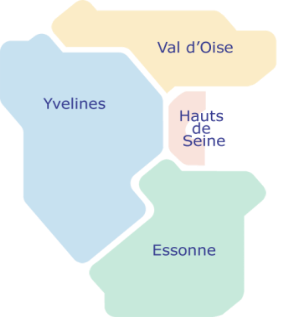 Val d'Oise
Yvelines
Hauts
de
Seine
Essonne